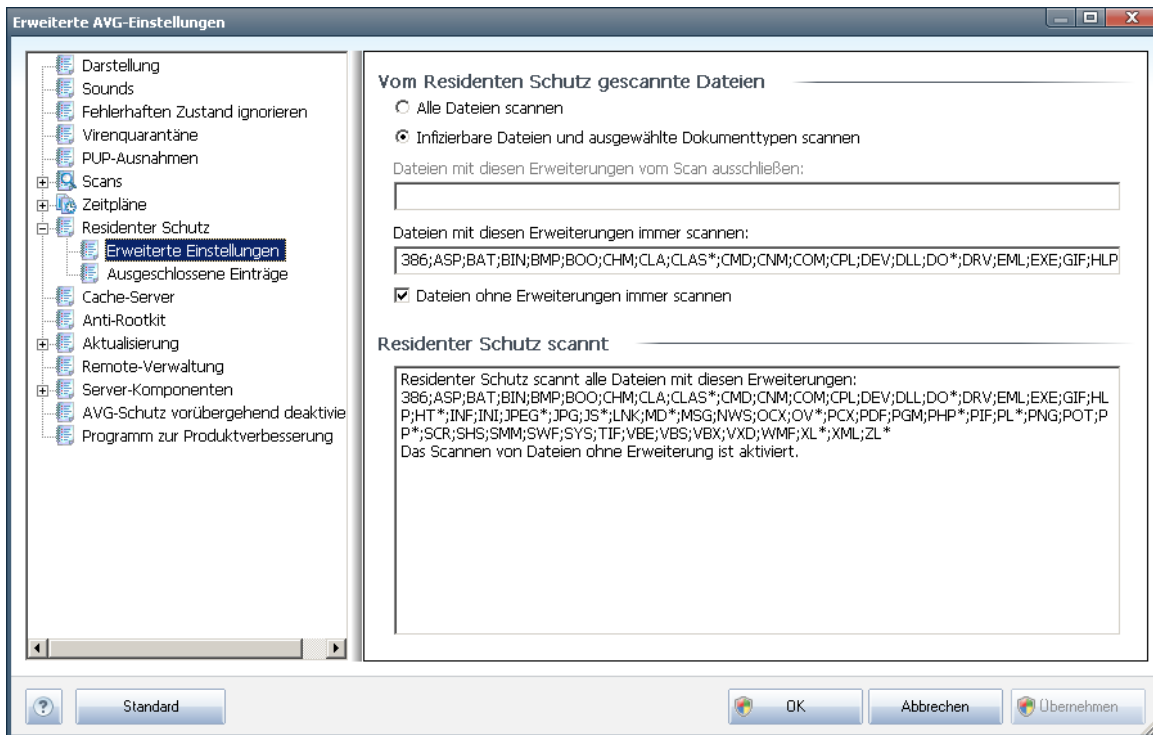 Erweiterte AVG-Einstellungen
Darstellung
Sounds
Fehlerhaften Zustand ignorieren
Virenquarantäne
PUP-Ausnahmen
Scans
Zeitpläne
Residenter Schutz
Erweiterte Einstellungen
Ausgeschlossene Einträge
Cache-Server
Anti-Rootkit
Aktualisierung
Remote-Verwaltung
Server-Komponenten
AVG-Schutz vorübergehend deaktivie
Programm zur Produktverbesserung
Vom Residenten Schutz gescannte Dateien
Alle Dateien scannen
Infizierbare Dateien und ausgewählte Dokumenttypen scannen
Dateien mit diesen Erweiterungen vom Scan ausschließen:
Dateien mit diesen Erweiterungen immer scannen:
386;ASP;BAT;BIN;BMP;BOO;CHM;CLA;CLAS*;CMD;CNM;COM;CPL;DEV;DLL;DO*;DRV;EML;EXE;GIF;HLP
Dateien ohne Erweiterungen immer scannen
Residenter Schutz scannt
Residenter Schutz scannt alle Dateien mit diesen Erweiterungen:
386;ASP;BAT;BIN;BMP;BOO;CHM;CLA;CLAS*;CMD;CNM;COM;CPL;DEV;DLL;DO*;DRV;EML;EXE;GIF;HL
P;HT*;INF;INI;JPEG*;JPG;JS*;LNK;MD*;MSG;NWS;OCX;OV*;PCX;PDF;PGM;PHP*;PIF;PL*;PNG;POT;P
P*;SCR;SHS;SMM;SWF;SYS;TIF;VBE;VBS;VBX;VXD;WMF;XL*;XML;ZL*
Das Scannen von Dateien ohne Erweiterung ist aktiviert.
?
Standard
OK
Abbrechen
Übernehmen